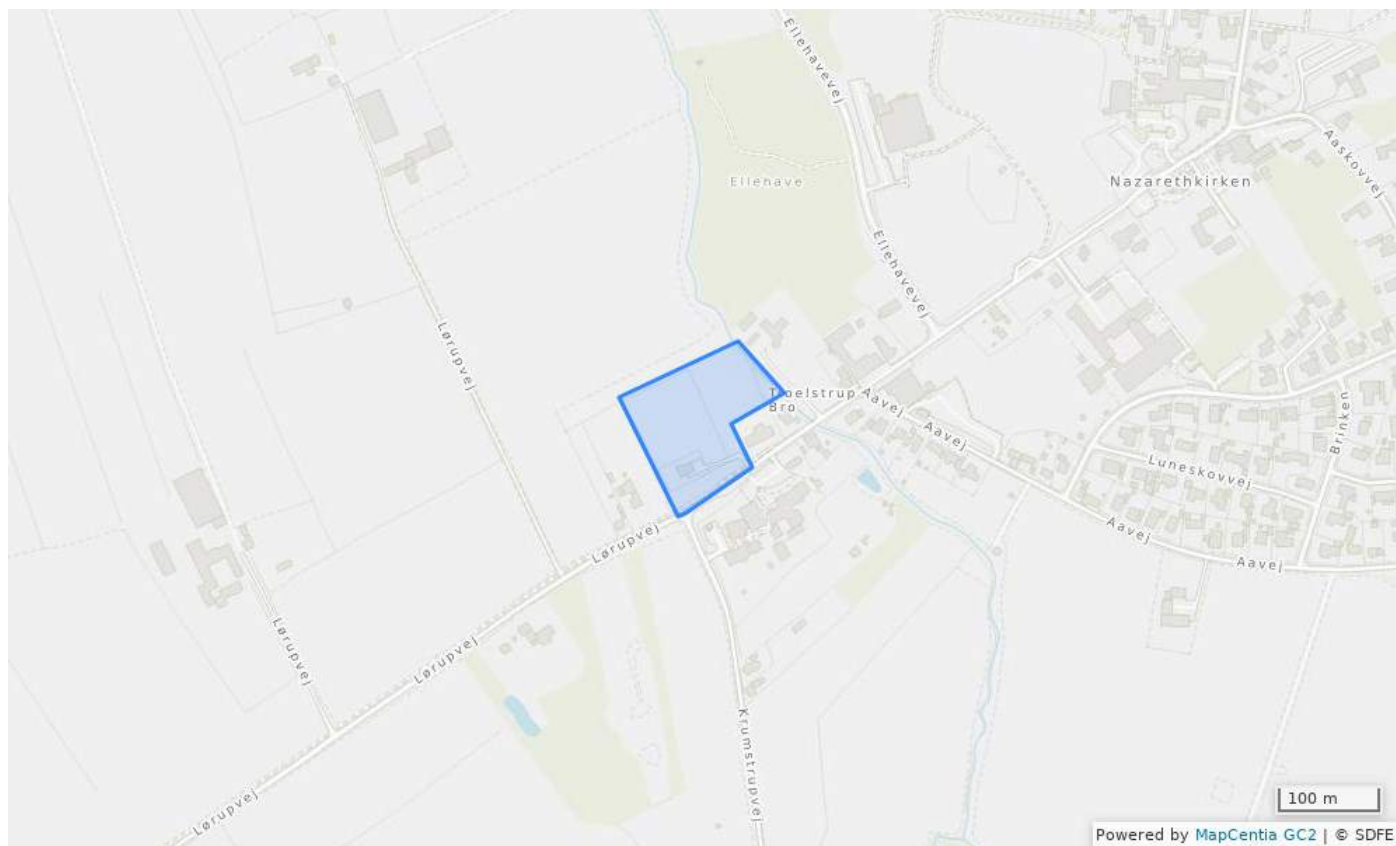 Ellehavevej
Aaskovvej
Ellehave
Nazarethkirken
Ellehavevej
Lørupvej
Troelstrup
Bro
Aavej
Aavej
Brinken
Luneskovvej
Lørupvej
Aavej
Aavej
Lørupvej
Lørupvej
Krumstrupvej
Lørupvej
100 m
Powered by MapCentia GC2 | © SDFE